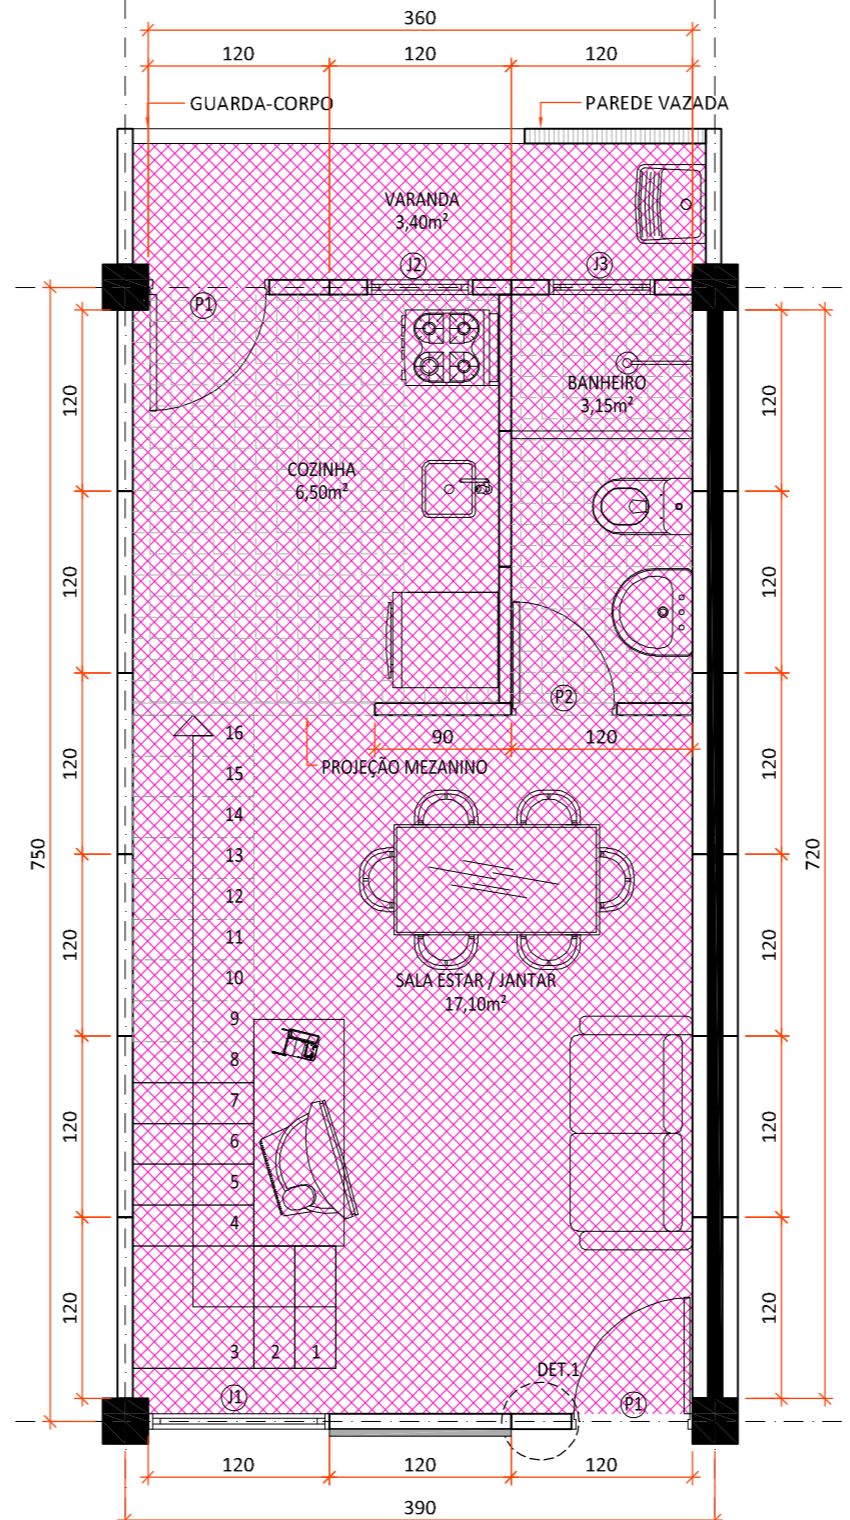 360
120 120 120
GUARDA-CORPO PAREDE VAZADA
VARANDA
3,40m²
J2 J3
P1
BANHEIRO
3,15m²
120 120
COZINHA
6,50m²
120 120
P2
16
90 120
PROJEÇÃO MEZANINO
120 120
15
14
13
750 720
12
11
120 120
10
SALA ESTAR / JANTAR
17,10m²
9
8
7
120 120
6
5
4
120 120
3 2 1
DET.1
J1 P1
120 120 120
390